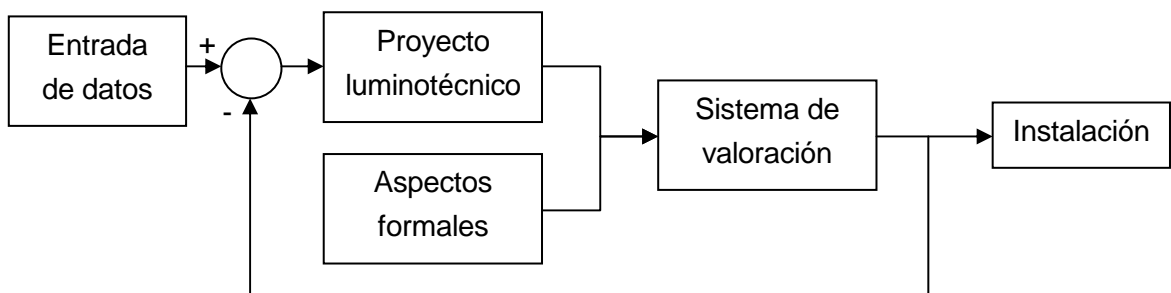 Entrada
de datos
+
-
Proyecto
luminotécnico
Aspectos
formales
Sistema de
valoración
Instalación